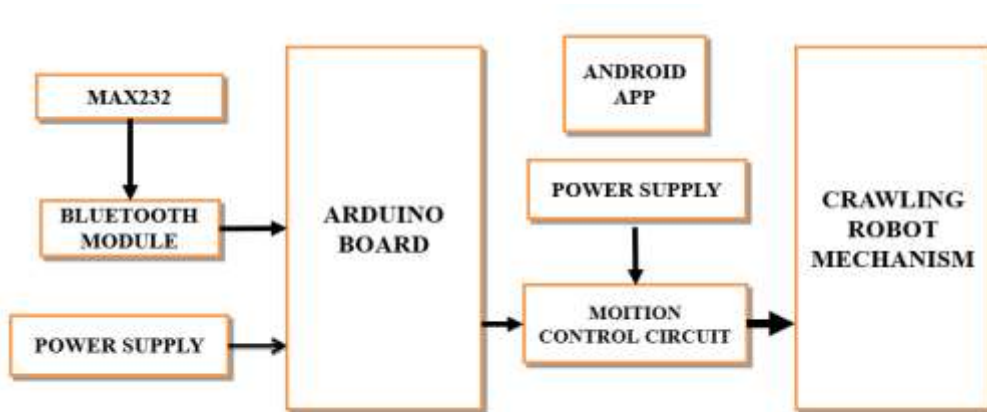 MAX232
BLUETOOTH
MODULE
POWER SUPPLY
ARDUINO
BOARD
ANDROID
APP
POWER SUPPLY
MOITION
CONTROL CIRCUIT
CRAWLING
ROBOT
MECHANISM